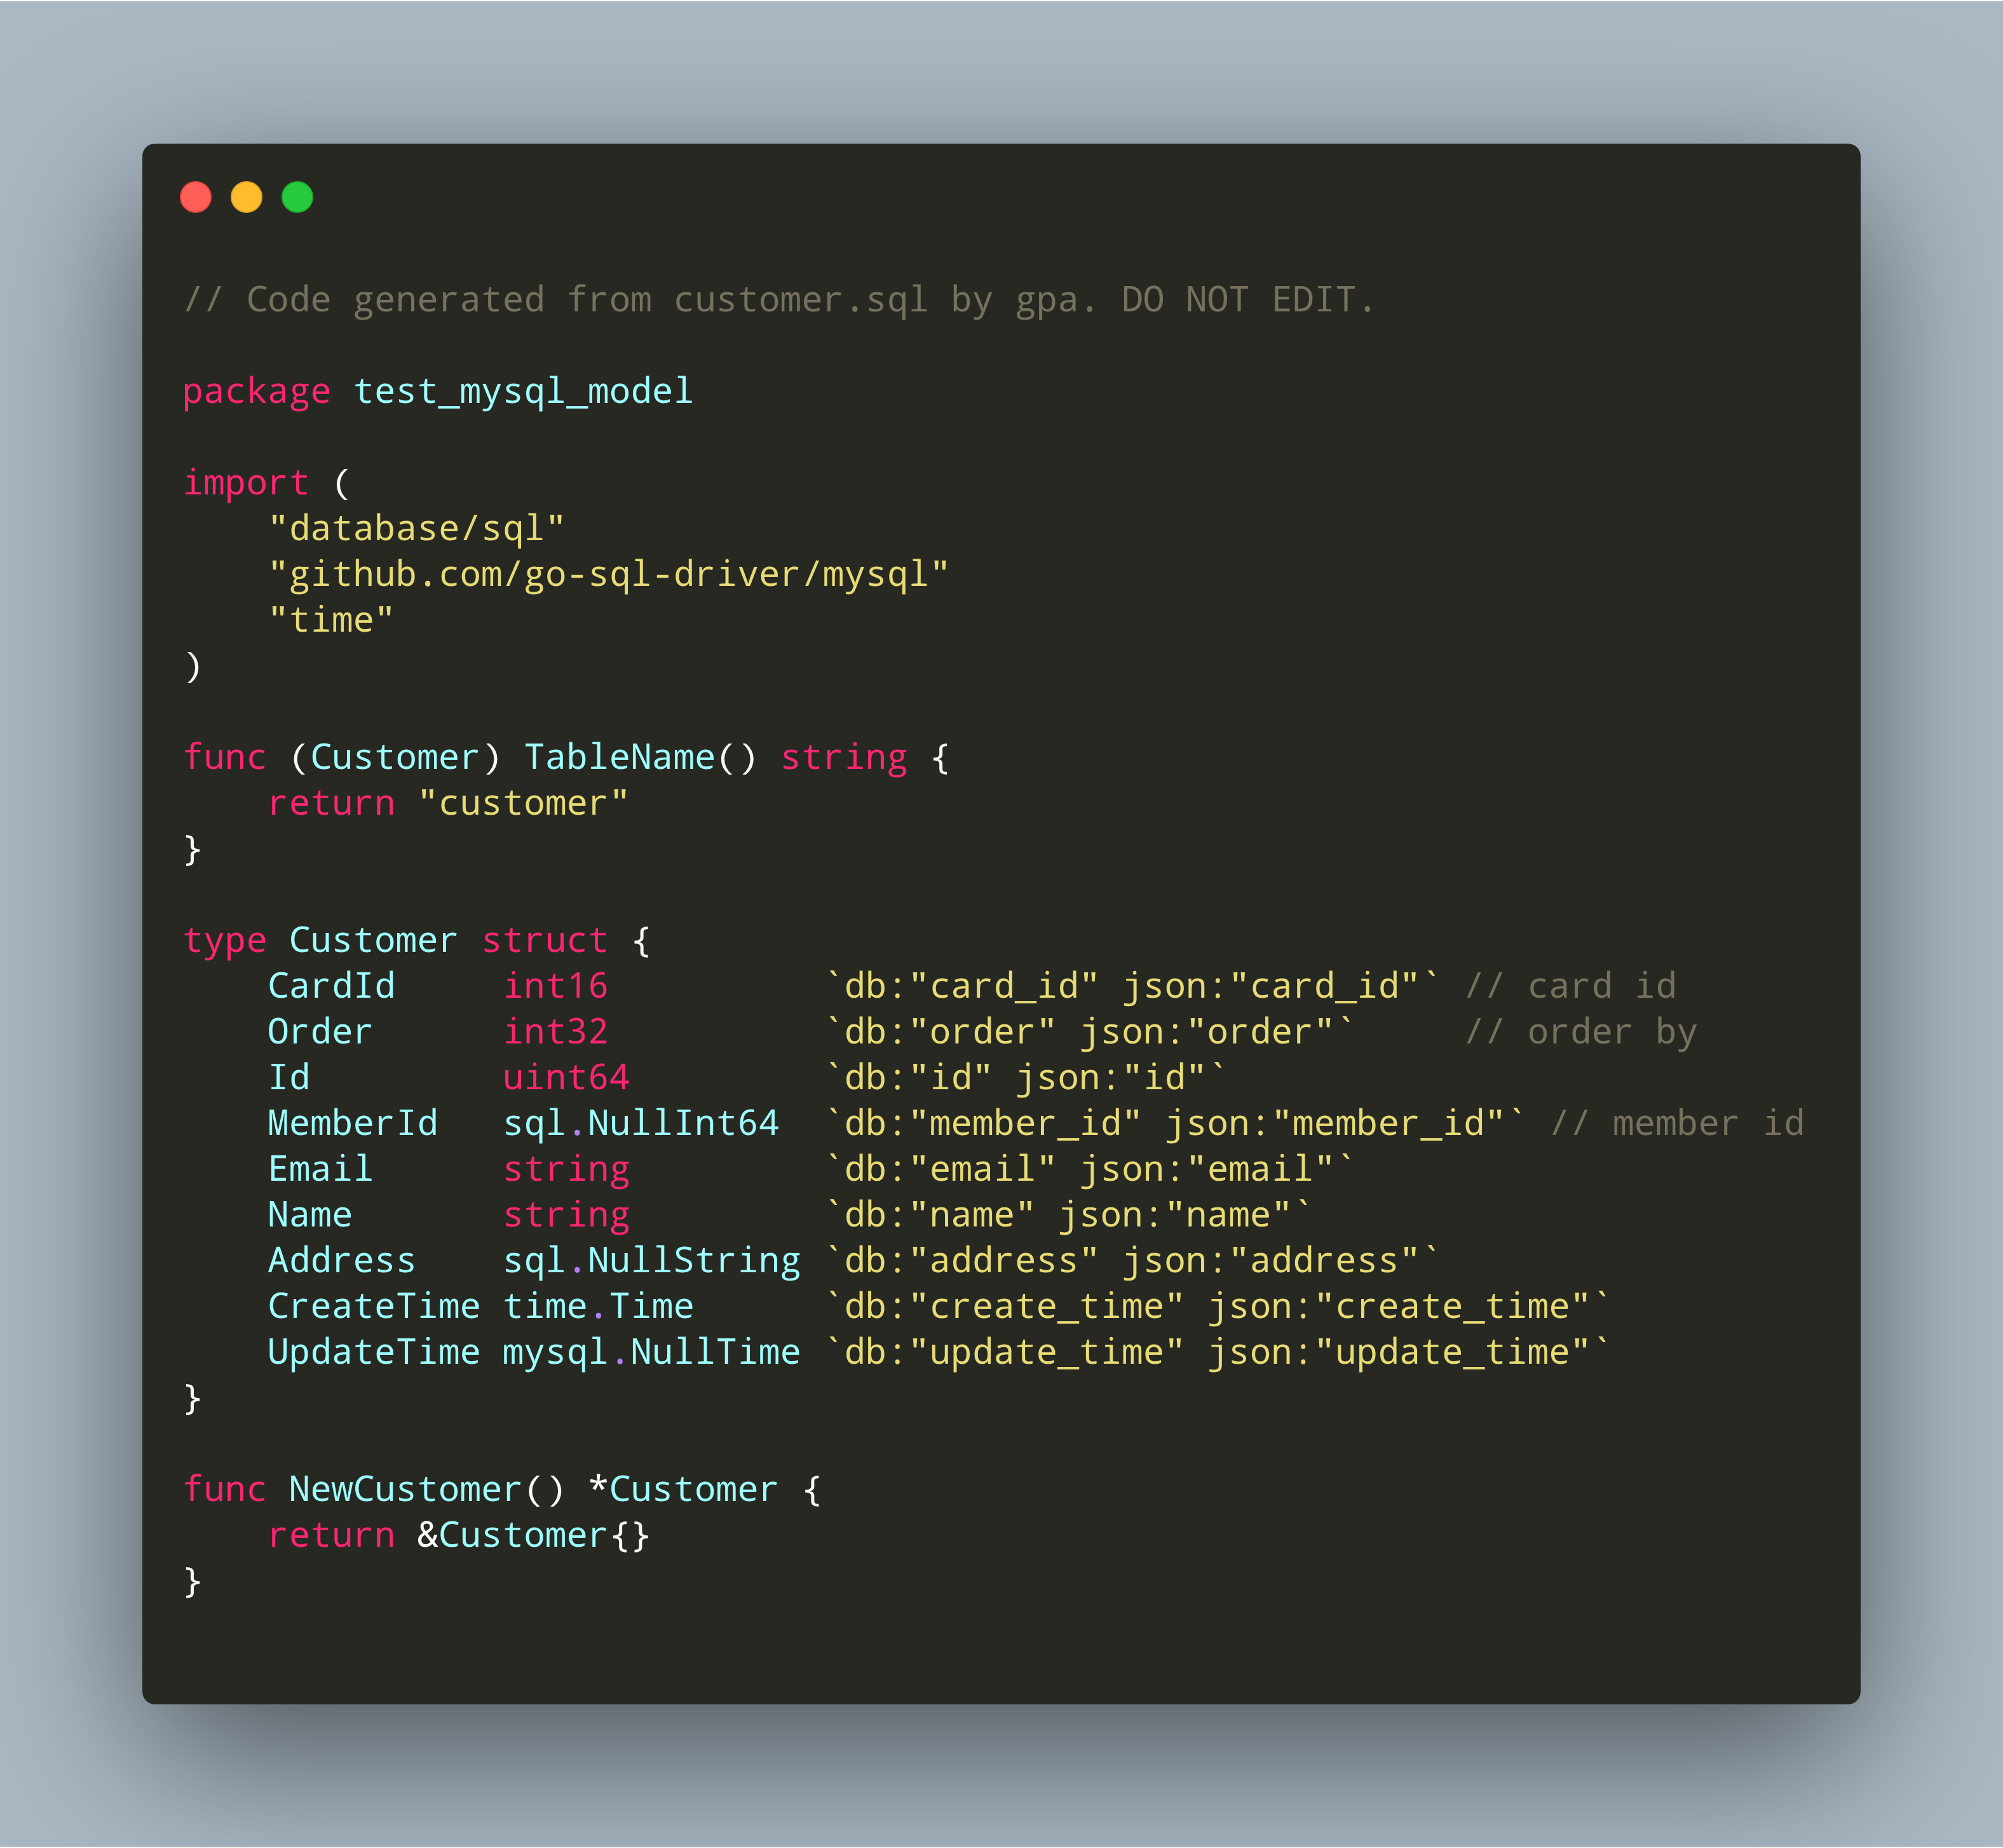 // Code generated from customer.sql by gpa. DO NOT EDIT.
package test_mysql_model
import (
"database/sql"
"github.com/go-sql-driver/mysql"
"time"
)
func (Customer) TableName() string {
return "customer"
}
type Customer struct {
CardId int16 `db:"card_id" json:"card_id"` // card id
Order int32 `db:"order" json:"order"` // order by
Id uint64 `db:"id" json:"id"`
MemberId sql.NullInt64 `db:"member_id" json:"member_id"` // member id
Email string `db:"email" json:"email"`
Name string `db:"name" json:"name"`
Address sql.NullString `db:"address" json:"address"`
CreateTime time.Time `db:"create_time" json:"create_time"`
UpdateTime mysql.NullTime `db:"update_time" json:"update_time"`
}
func NewCustomer() *Customer {
return &Customer{}
}